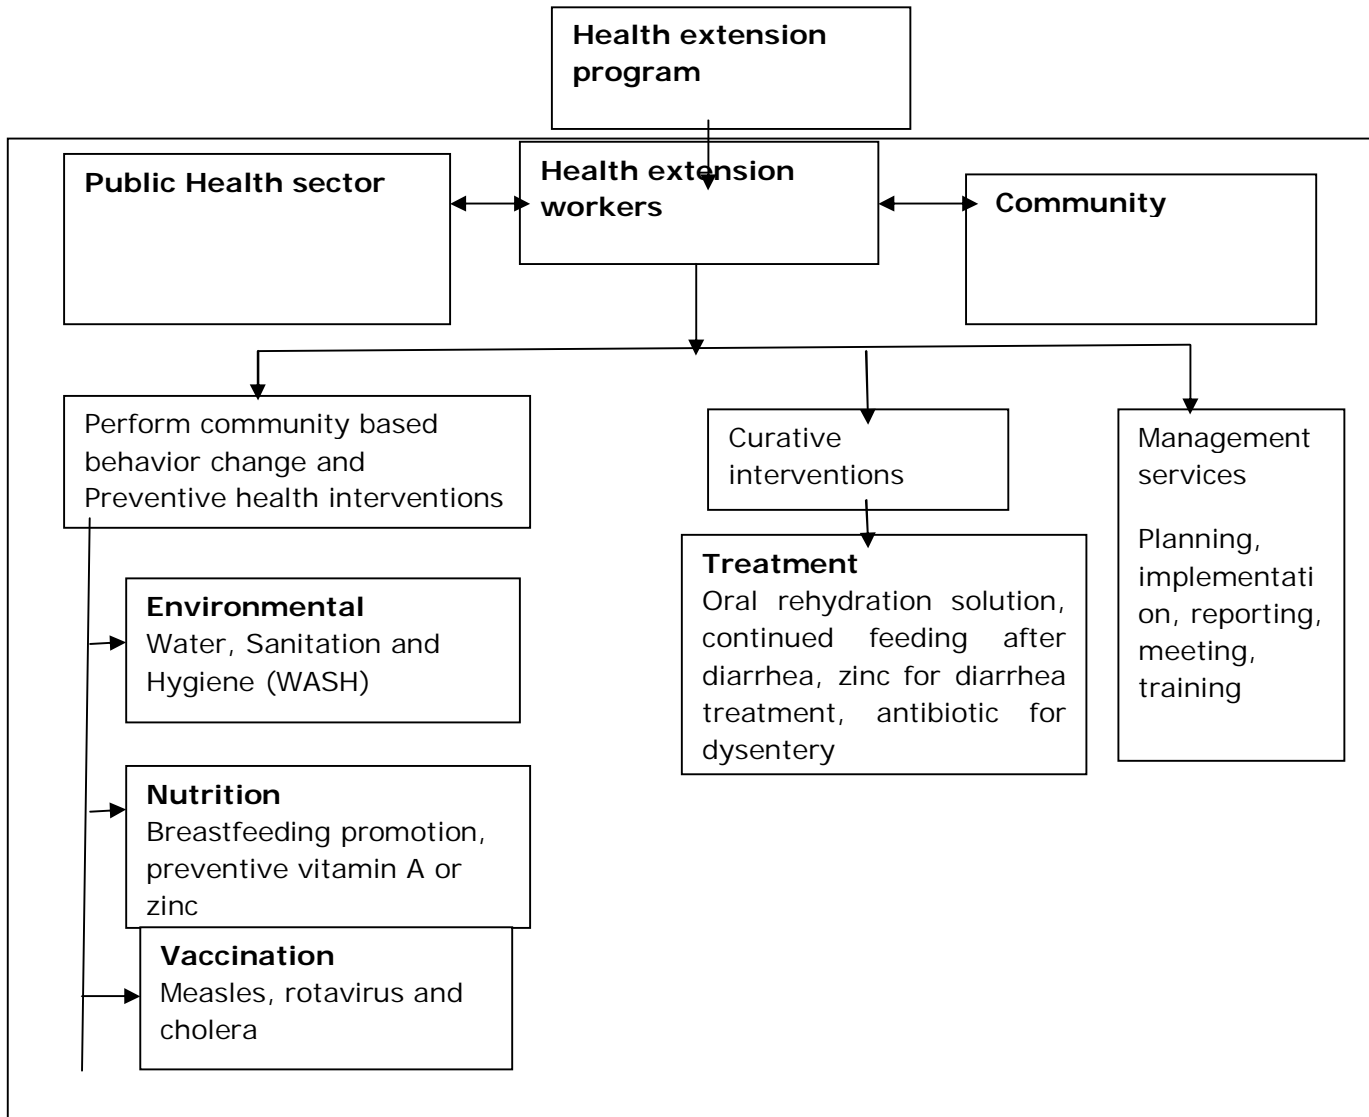 Health extension
program
Public Health sector
Health extension
workers
Community
Perform community based
behavior change and
Preventive health interventions
Curative
interventions
Management
services
Planning,
implementati
on, reporting,
meeting,
training
Treatment
Oral rehydration solution,
continued feeding after
diarrhea, zinc for diarrhea
treatment, antibiotic for
dysentery
Environmental
Water, Sanitation and
Hygiene (WASH)
Nutrition
Breastfeeding promotion,
preventive vitamin A or
zinc
Vaccination
Measles, rotavirus and
cholera